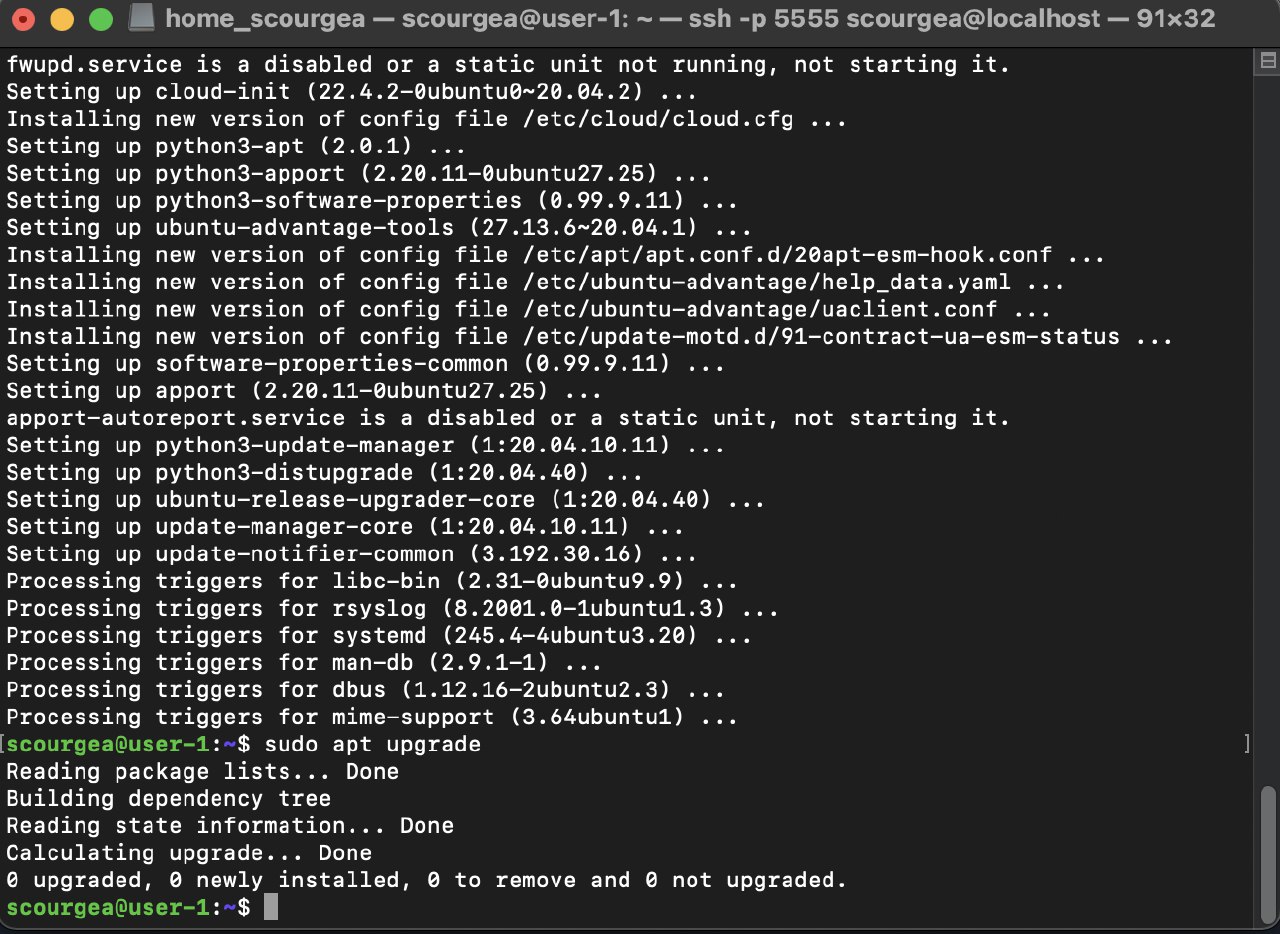 home_scourgea — scourgea@user-1: ~ — ssh -p 5555 scourgea@localhost — 91×32
fwupd.service is a disabled or a static unit not running, not starting it.
Setting up cloud-init (22.4.2-0ubuntu0~20.04.2) ...
Installing new version of config file /etc/cloud/cloud.cfg ...
Setting up python3-apt (2.0.1) ...
Setting up python3-apport (2.20.11-0ubuntu27.25) ...
Setting up python3-software-properties (0.99.9.11) ...
Setting up ubuntu-advantage-tools (27.13.6~20.04.1) ...
Installing new version of config file /etc/apt/apt.conf.d/20apt-esm-hook.conf ...
Installing new version of config file /etc/ubuntu-advantage/help_data.yaml ...
Installing new version of config file /etc/ubuntu-advantage/uaclient.conf ...
Installing new version of config file /etc/update-motd.d/91-contract-ua-esm-status ...
Setting up software-properties-common (0.99.9.11) ...
Setting up apport (2.20.11-0ubuntu27.25) ...
apport-autoreport.service is a disabled or a static unit, not starting it.
Setting up python3-update-manager (1:20.04.10.11) ...
Setting up python3-distupgrade (1:20.04.40) ...
Setting up ubuntu-release-upgrader-core (1:20.04.40) ...
Setting up update-manager-core (1:20.04.10.11) ...
Setting up update-notifier-common (3.192.30.16) ...
Processing triggers for libc-bin (2.31-0ubuntu9.9) ...
Processing triggers for rsyslog (8.2001.0-1ubuntu1.3) ...
Processing triggers for systemd (245.4-4ubuntu3.20) ...
Processing triggers for man-db (2.9.1-1) ...
Processing triggers for dbus (1.12.16-2ubuntu2.3) ...
Processing triggers for mime-support (3.64ubuntu1) ...
[scourgea@user-1:~$ sudo apt upgrade ]
Reading package lists... Done
Building dependency tree
Reading state information... Done
Calculating upgrade... Done
0 upgraded, 0 newly installed, 0 to remove and 0 not upgraded.
scourgea@user-1:~$